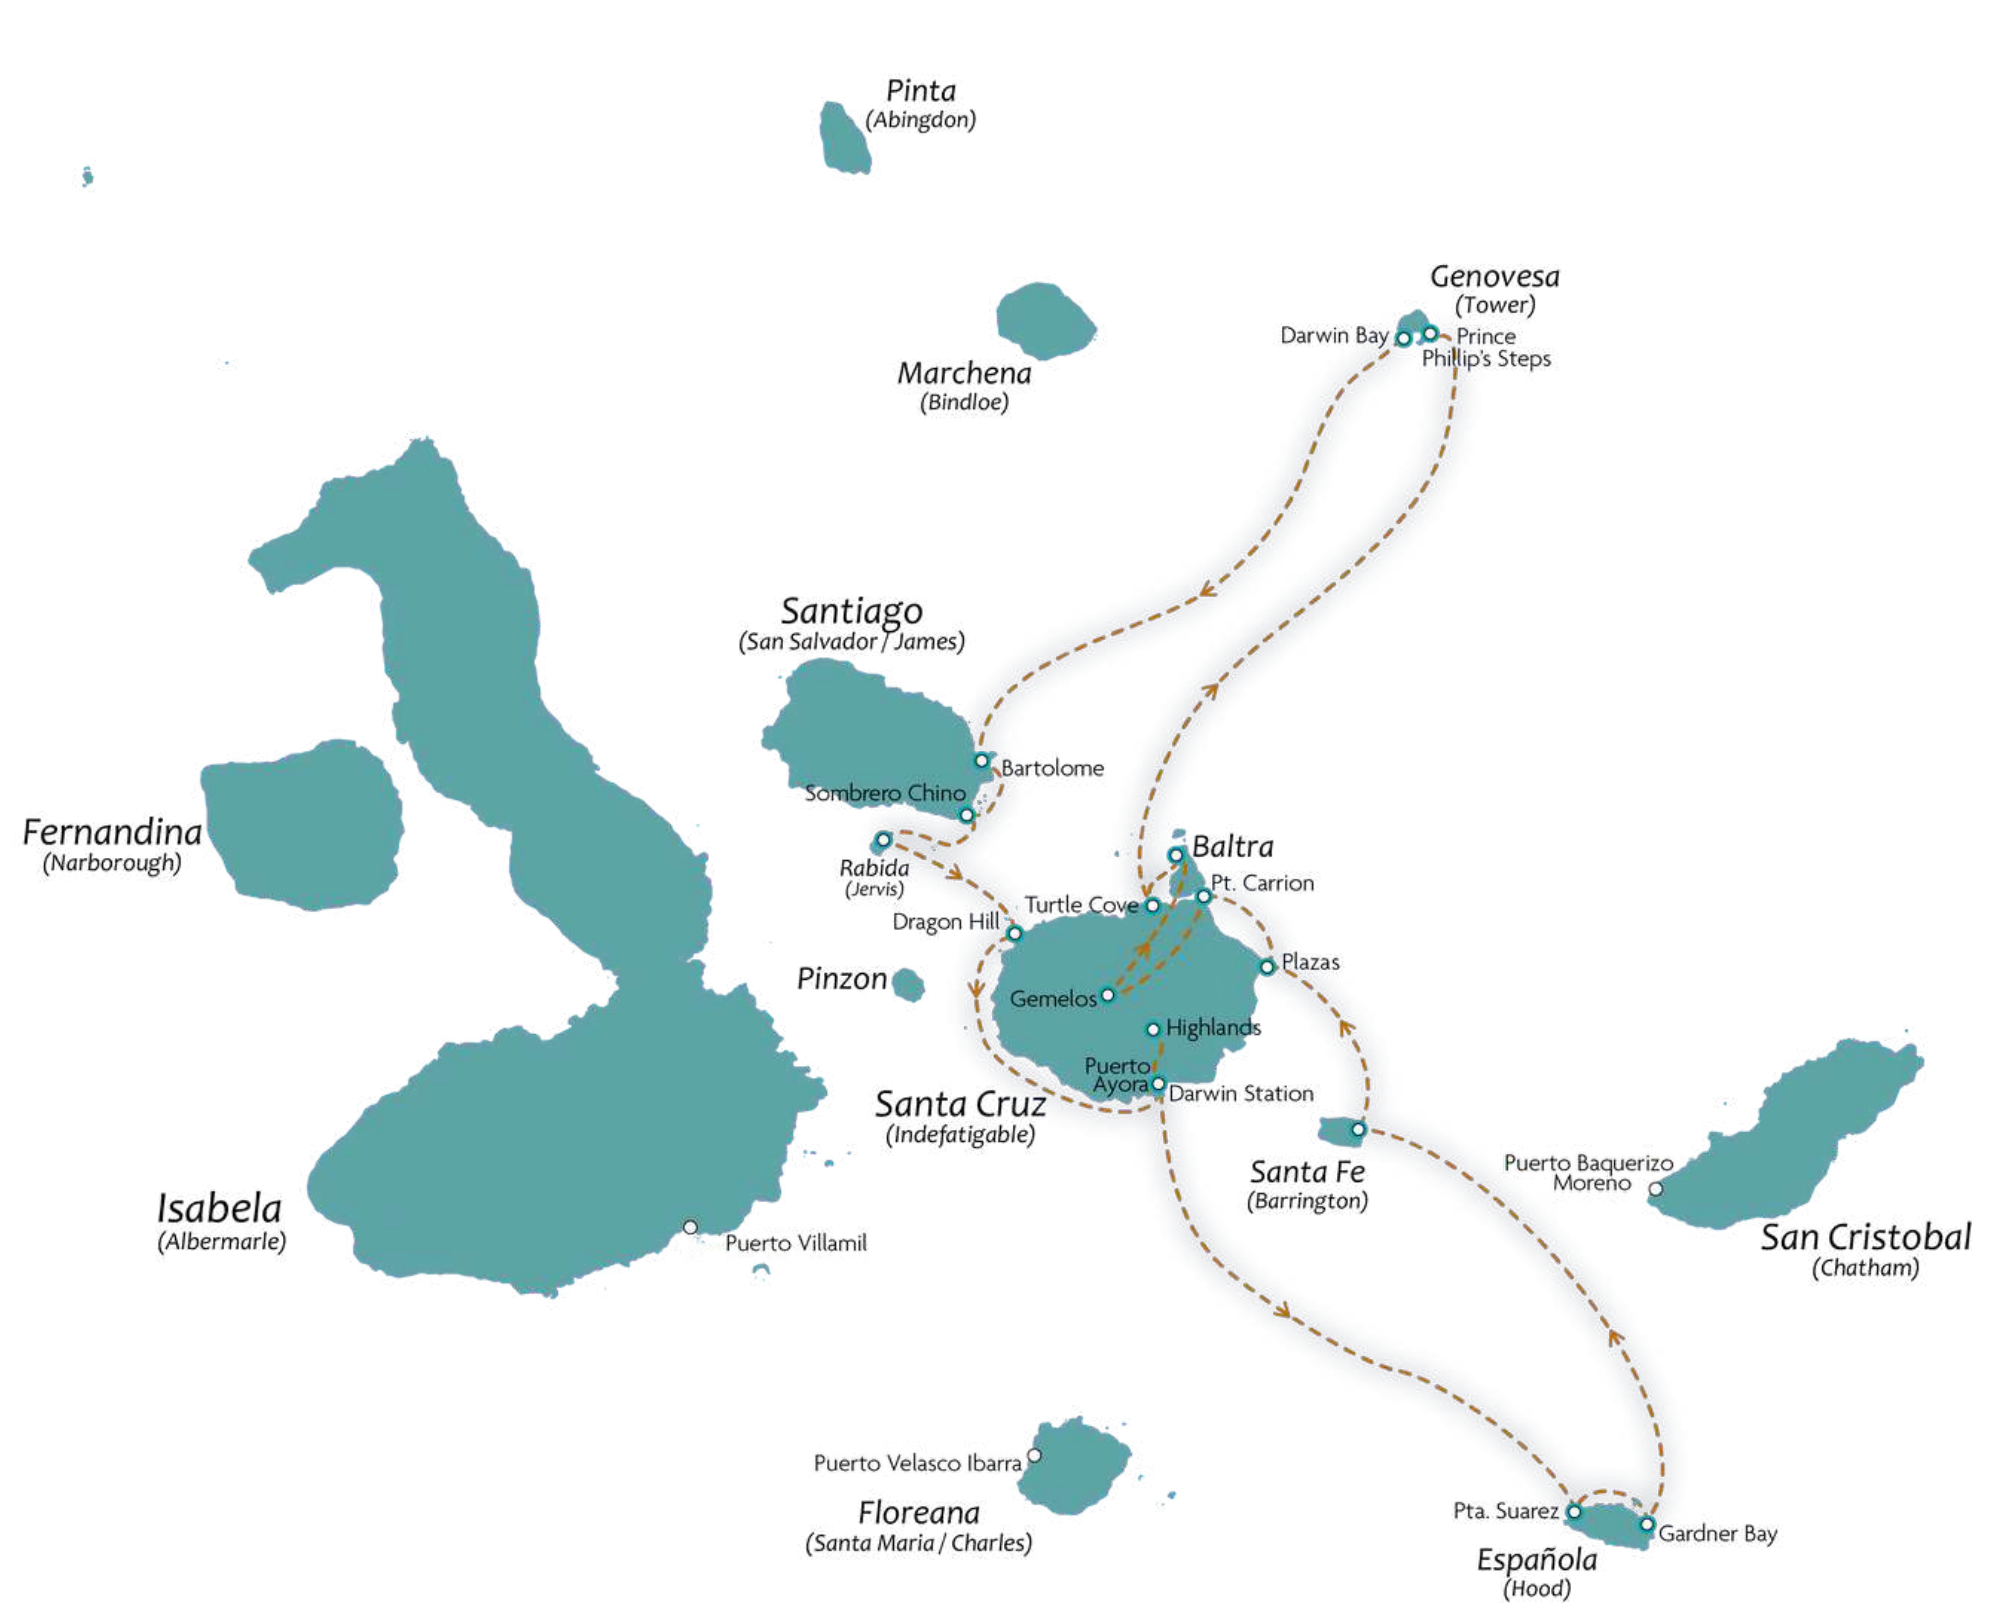 Pinta
(Abingdon)
Genovesa
(Tower)
Darwin Bay
Prince
Phillip's Steps
Marchena
(Bindloe)
Santiago
(San Salvador / James)
Bartolome
Sombrero Chino
Fernandina
(Narborough)
Rabida
(Jervis)
Baltra
Pt. Carrion
Turtle Cove
Dragon Hill
Plazas
Pinzon
Gemelos
Highlands
Puerto
Ayora
Darwin Station
Santa Cruz
(Indefatigable)
Santa Fe
(Barrington)
Puerto Baquerizo
Moreno
San Cristobal
(Chatham)
Isabela
(Albermarle)
Puerto Villamil
Puerto Velasco Ibarra
Floreana
(Santa Maria / Charles)
Pta. Suarez
Gardner Bay
Española
(Hood)